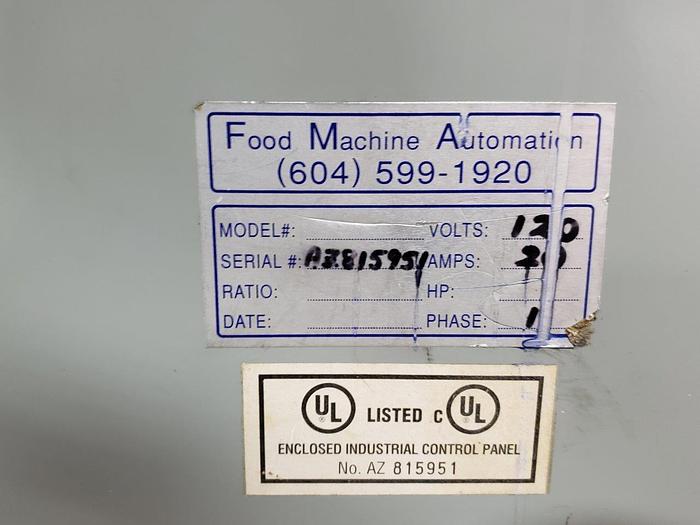 Food Machine Automation
(604) 599-1920
MODEL#: VOLTS: 120
SERIAL #: AZ815951 AMPS: 20
RATIO: HP:
DATE: PHASE: 1
UL LISTED C UL
ENCLOSED INDUSTRIAL CONTROL PANEL
No. AZ 815951